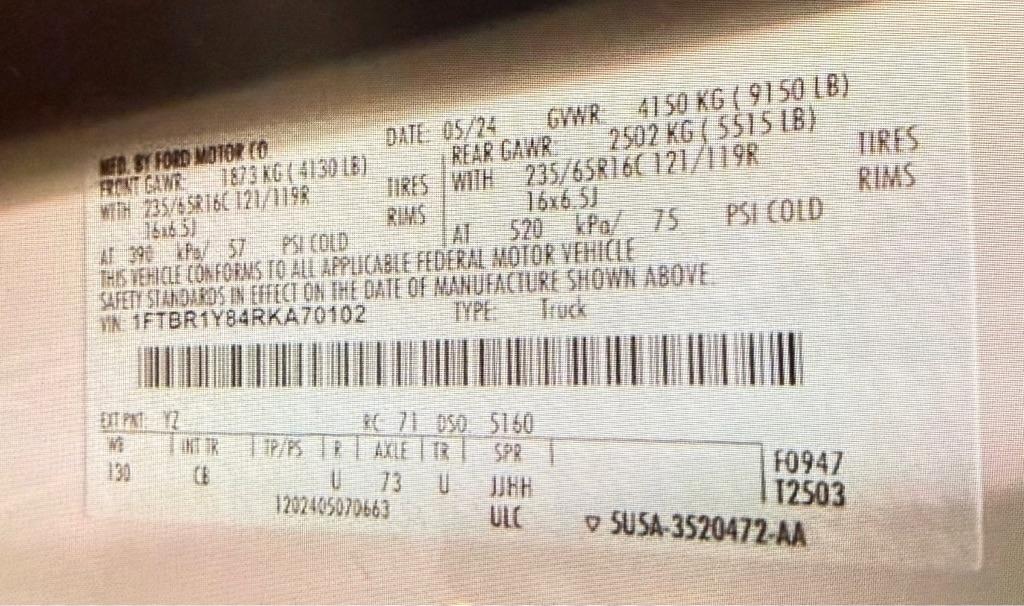 MFD. BY FORD MOTOR CO
DATE: 05/24 GVWR: 4150 KG ( 9150 LB)
FRONT GAWR: 1873 KG ( 4130 LB) REAR GAWR: 2502 KG ( 5515 LB)
WITH 235/65R16C 121/119R TIRES WITH 235/65R16C 121/119R TIRES
16x6.5J RIMS 16x6.5J RIMS
AT 390 kPa/ 57 PSI COLD AT 520 kPa/ 75 PSI COLD
THIS VEHICLE CONFORMS TO ALL APPLICABLE FEDERAL MOTOR VEHICLE
SAFETY STANDARDS IN EFFECT ON THE DATE OF MANUFACTURE SHOWN ABOVE.
VIN: 1FTBR1Y84RKA70102 TYPE: Truck
EXT PNT: YZ RC: 71 DSO: 5160
WB INT TR TP/PS R AXLE TR SPR
130 CB U 73 U JJHH
F0947
T2503
1202405070663 ULC
5USA-3520472-AA